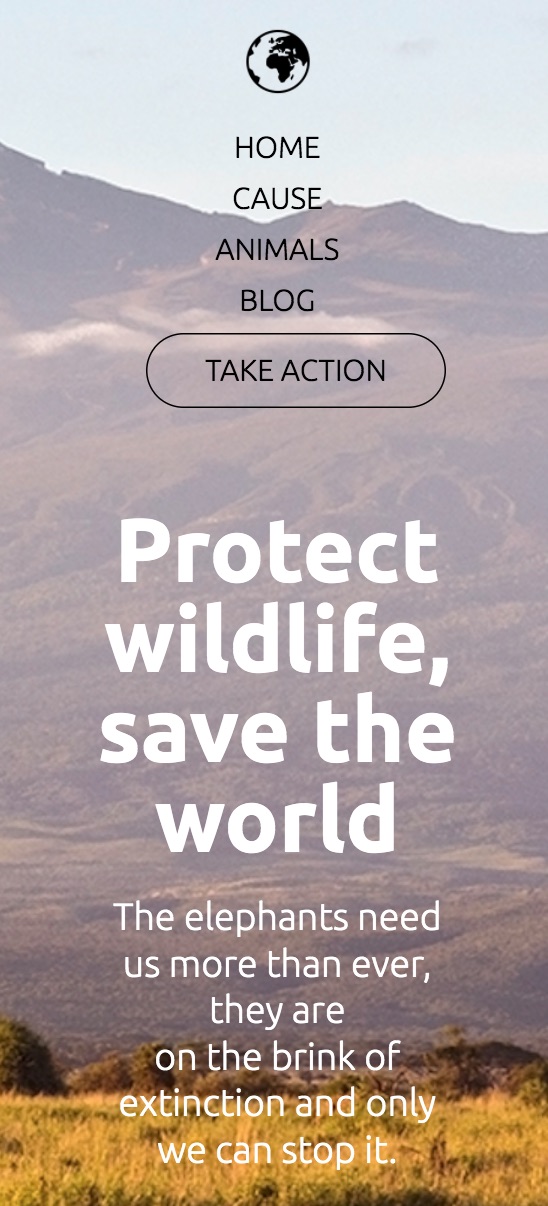 HOME
CAUSE
ANIMALS
BLOG
TAKE ACTION
Protect
wildlife,
save the
world
The elephants need
us more than ever,
they are
on the brink of
extinction and only
we can stop it.